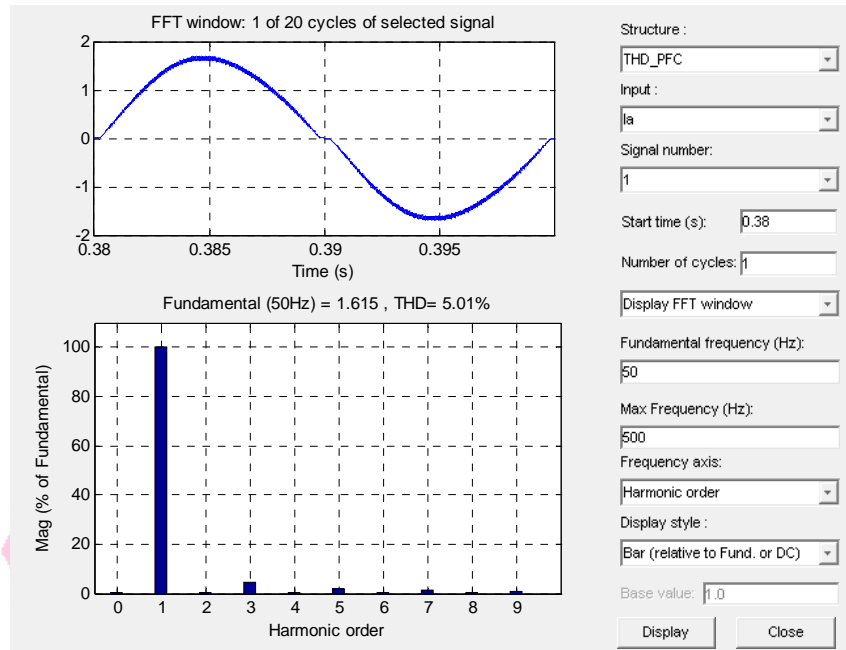 FFT window: 1 of 20 cycles of selected signal
2
1
0
-1
-2
0.38 0.385 0.39 0.395
Time (s)
Fundamental (50Hz) = 1.615 , THD= 5.01%
Mag (% of Fundamental)
100
80
60
40
20
0
0 1 2 3 4 5 6 7 8 9
Harmonic order
Structure :
THD_PFC
Input :
Ia
Signal number:
1
Start time (s): 0.38
Number of cycles: 1
Display FFT window
Fundamental frequency (Hz):
50
Max Frequency (Hz):
500
Frequency axis:
Harmonic order
Display style :
Bar (relative to Fund. or DC)
Base value: 1.0
Display Close